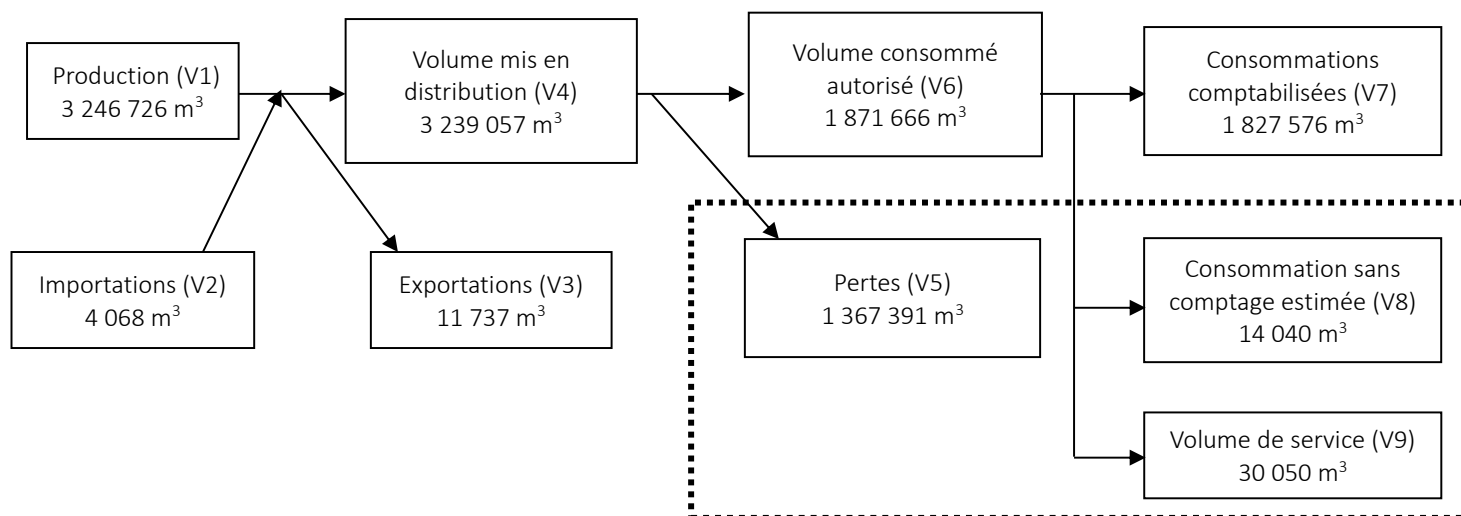 Production (V1)
3 246 726 m³
Volume mis en
distribution (V4)
3 239 057 m³
Volume consommé
autorisé (V6)
1 871 666 m³
Consommations
comptabilisées (V7)
1 827 576 m³
Importations (V2)
4 068 m³
Exportations (V3)
11 737 m³
Pertes (V5)
1 367 391 m³
Consommation sans
comptage estimée (V8)
14 040 m³
Volume de service (V9)
30 050 m³